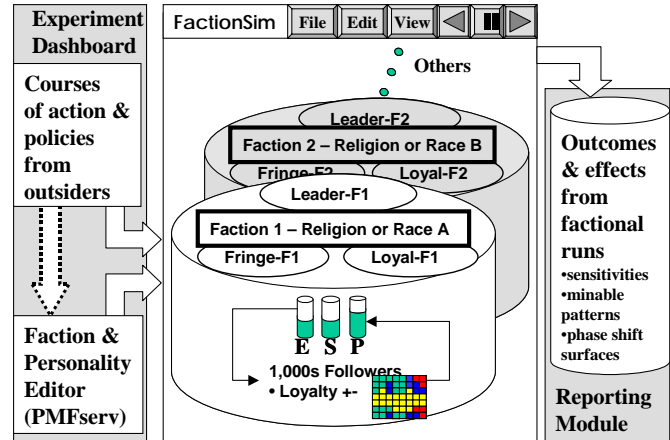 Experiment
Dashboard
Courses
of action &
policies
from
outsiders
Faction &
Personality
Editor
(PMFserv)
FactionSim
File
Edit
View
Others
Leader-F2
Faction 2 – Religion or Race B
Fringe-F2
Loyal-F2
Leader-F1
Faction 1 – Religion or Race A
Fringe-F1
Loyal-F1
E S P
1,000s Followers
• Loyalty +-
Outcomes
& effects
from
factional
runs
•sensitivities
•minable
patterns
•phase shift
surfaces
Reporting
Module